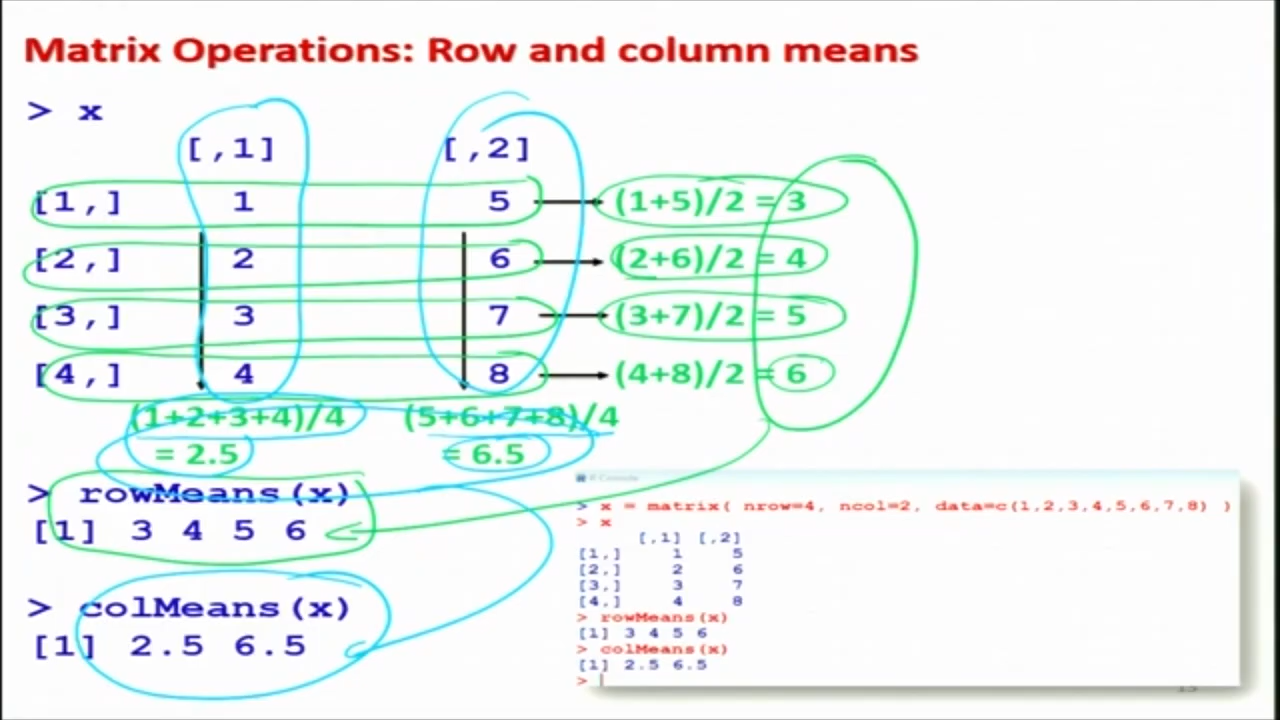 Matrix Operations: Row and column means
> x
[,1] [,2]
[1,] 1 5 (1+5)/2 = 3
[2,] 2 6 (2+6)/2 = 4
[3,] 3 7 (3+7)/2 = 5
[4,] 4 8 (4+8)/2 = 6
(1+2+3+4)/4 (5+6+7+8)/4
= 2.5 = 6.5
> rowMeans(x)
[1] 3 4 5 6
> colMeans(x)
[1] 2.5 6.5
R Console
> x = matrix( nrow=4, ncol=2, data=c(1,2,3,4,5,6,7,8) )
> x
[,1] [,2]
[1,] 1 5
[2,] 2 6
[3,] 3 7
[4,] 4 8
> rowMeans(x)
[1] 3 4 5 6
> colMeans(x)
[1] 2.5 6.5
>